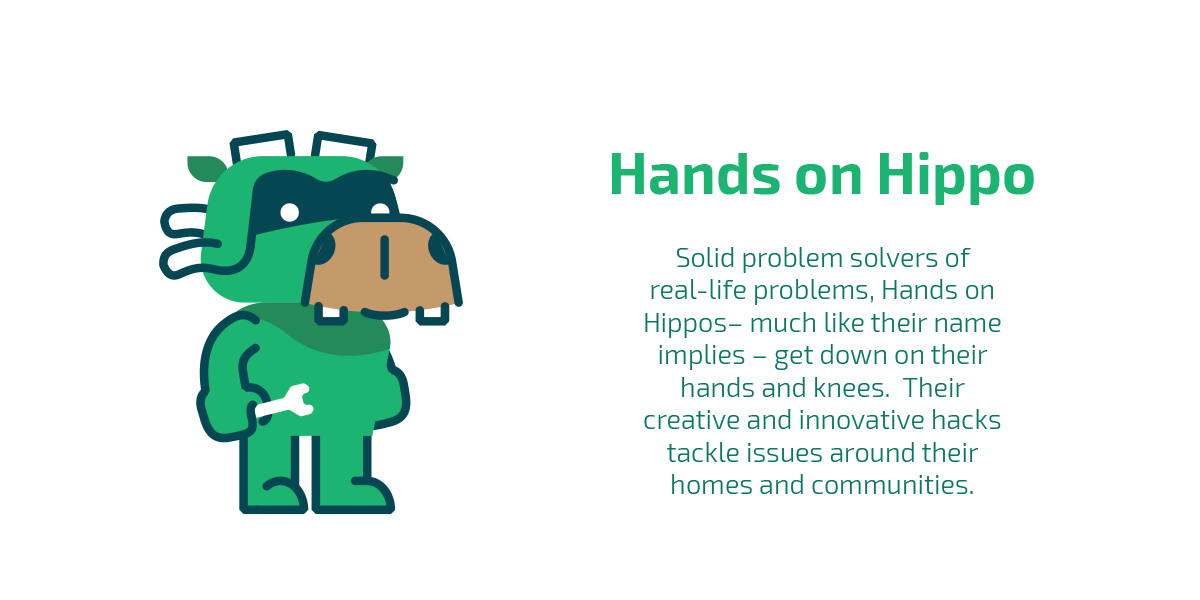 Hands on Hippo
Solid problem solvers of
real-life problems, Hands on
Hippos– much like their name
implies – get down on their
hands and knees.  Their
creative and innovative hacks
tackle issues around their
homes and communities.